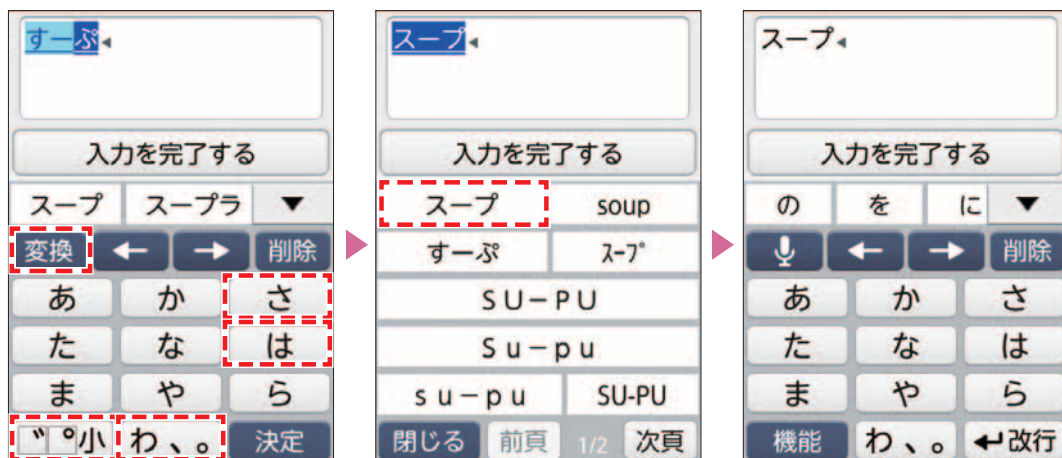 すーぷ
入力を完了する
スープ スープラ ▼
変換 ← → 削除
あ か さ
た な は
ま や ら
゛゜小 わ、。 決定
スープ
入力を完了する
スープ soup
すーぷ ｽｰﾌﾟ
ＳＵ－ＰＵ
Ｓｕ－ｐｕ
ｓｕ－ｐｕ SU-PU
閉じる 前頁 1/2 次頁
スープ
入力を完了する
の を に ▼
← → 削除
あ か さ
た な は
ま や ら
機能 わ、。 ↵改行